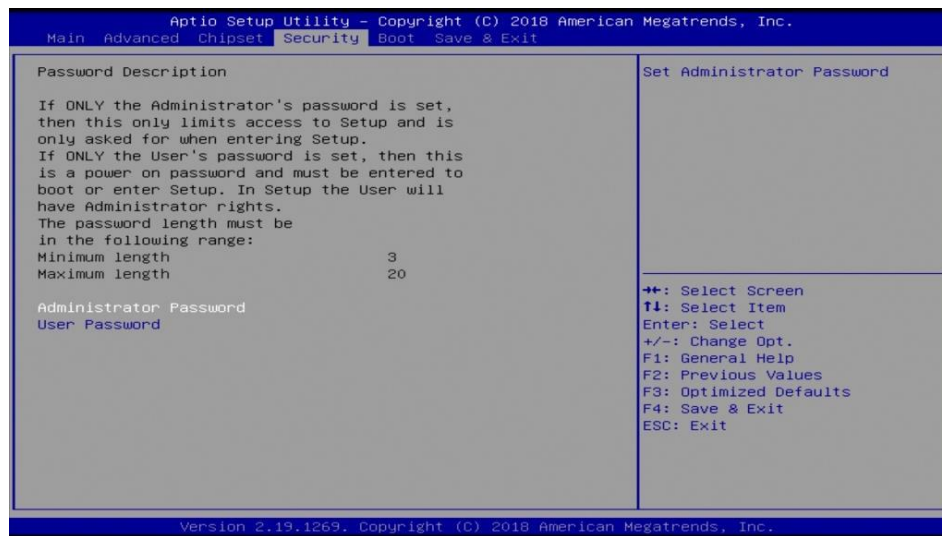 Aptio Setup Utility – Copyright (C) 2018 American Megatrends, Inc.
Main Advanced Chipset Security Boot Save & Exit
Password Description
If ONLY the Administrator's password is set,
then this only limits access to Setup and is
only asked for when entering Setup.
If ONLY the User's password is set, then this
is a power on password and must be entered to
boot or enter Setup. In Setup the User will
have Administrator rights.
The password length must be
in the following range:
Minimum length 3
Maximum length 20
Administrator Password
User Password
Set Administrator Password
→←: Select Screen
↑↓: Select Item
Enter: Select
+/-: Change Opt.
F1: General Help
F2: Previous Values
F3: Optimized Defaults
F4: Save & Exit
ESC: Exit
Version 2.19.1269. Copyright (C) 2018 American Megatrends, Inc.